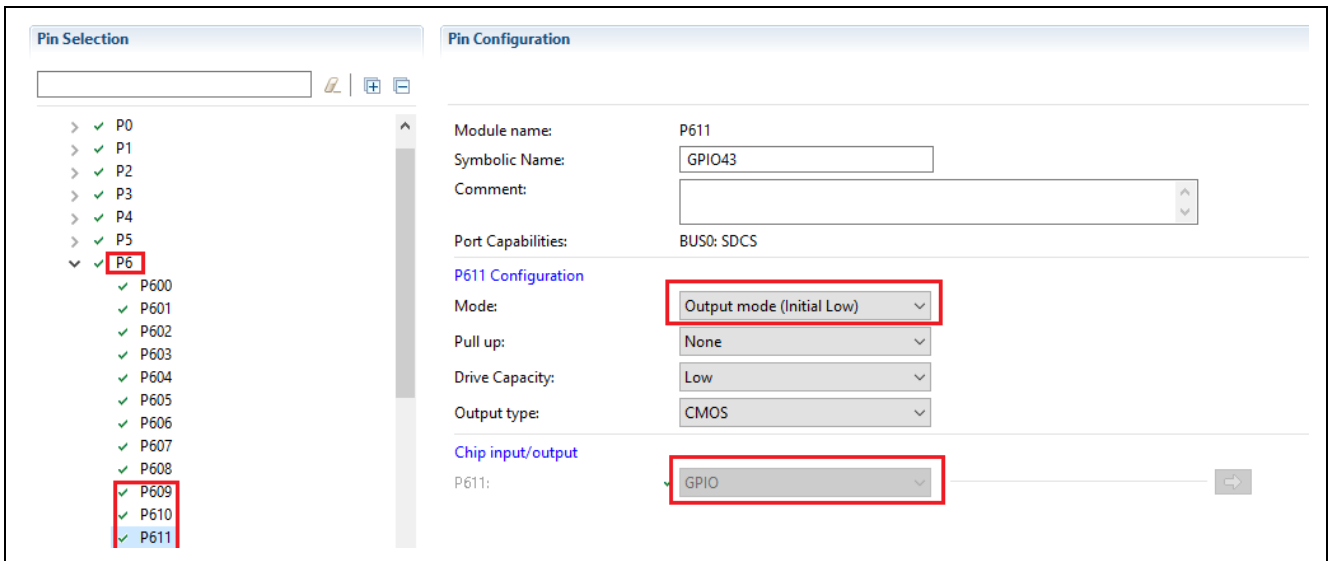 Pin Selection
P0
P1
P2
P3
P4
P5
P6
P600
P601
P602
P603
P604
P605
P606
P607
P608
P609
P610
P611
Pin Configuration
Module name: P611
Symbolic Name: GPIO43
Comment:
Port Capabilities: BUS0: SDCS
P611 Configuration
Mode: Output mode (Initial Low)
Pull up: None
Drive Capacity: Low
Output type: CMOS
Chip input/output
P611: GPIO